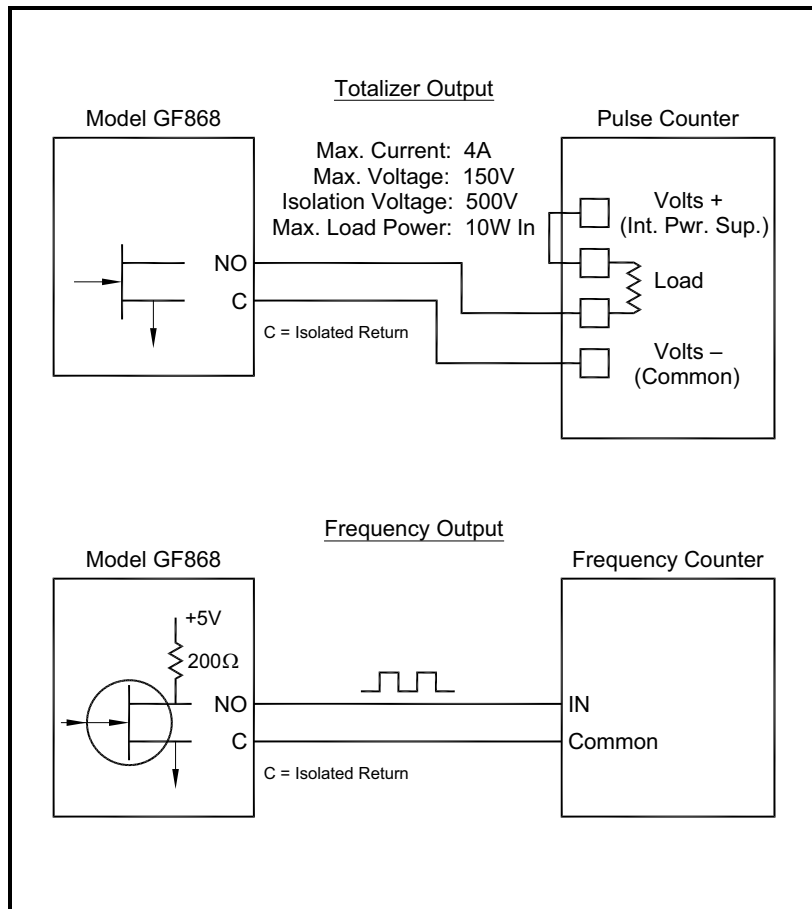 Totalizer Output
Model GF868
Pulse Counter
Max. Current: 4A
Max. Voltage: 150V
Isolation Voltage: 500V
Max. Load Power: 10W In
Volts +
(Int. Pwr. Sup.)
NO
Load
C
C = Isolated Return
Volts –
(Common)
Frequency Output
Model GF868
Frequency Counter
+5V
200Ω
NO
IN
C
Common
C = Isolated Return